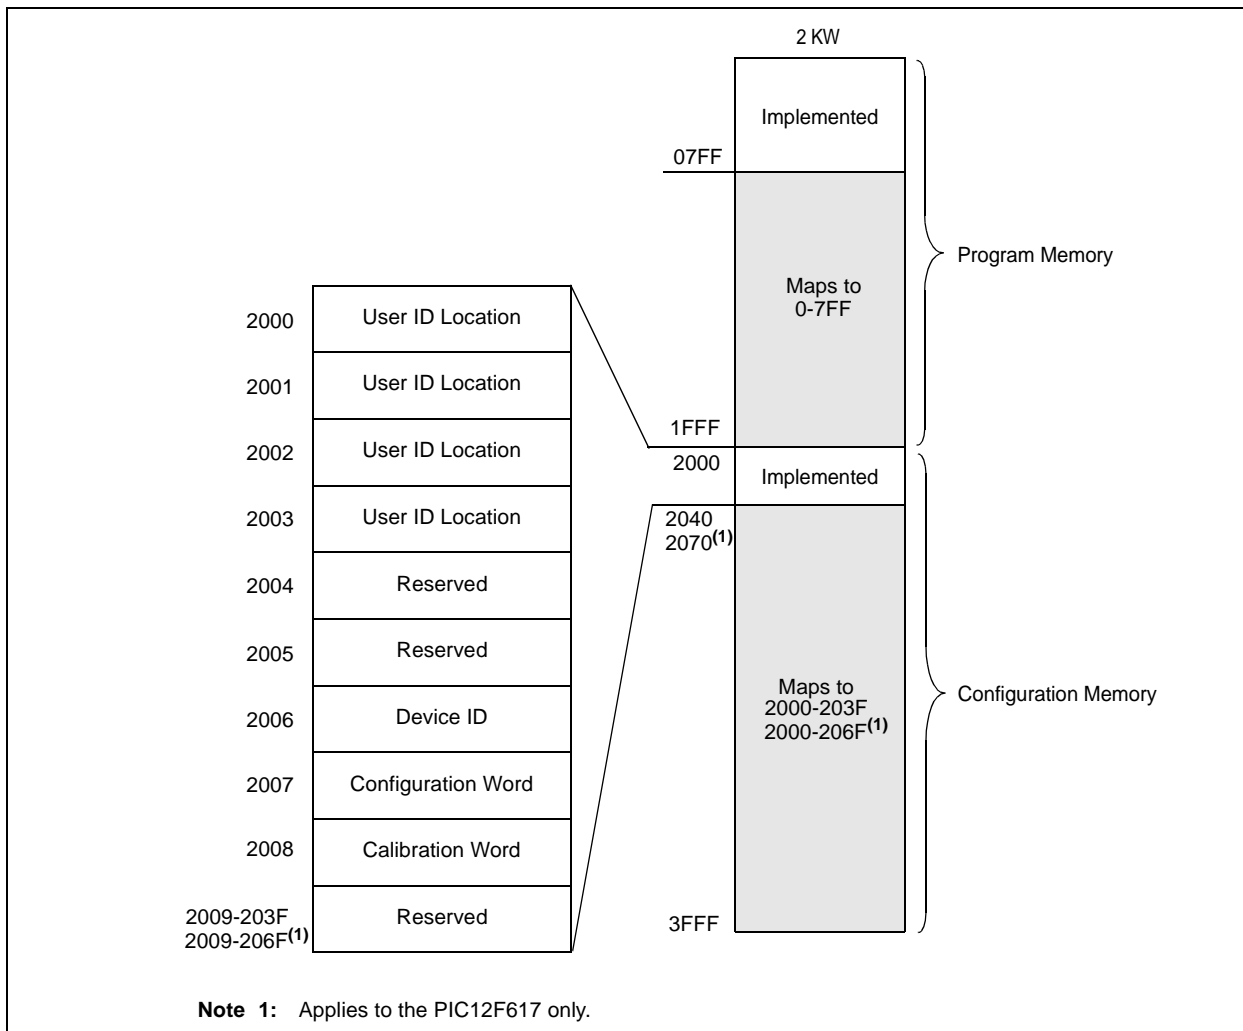 2 KW
Implemented
07FF
Maps to
0-7FF
Program Memory
1FFF
2000
Implemented
2040
2070(1)
Maps to
2000-203F
2000-206F(1)
Configuration Memory
3FFF
2000
User ID Location
2001
User ID Location
2002
User ID Location
2003
User ID Location
2004
Reserved
2005
Reserved
2006
Device ID
2007
Configuration Word
2008
Calibration Word
2009-203F
2009-206F(1)
Reserved
Note 1: Applies to the PIC12F617 only.